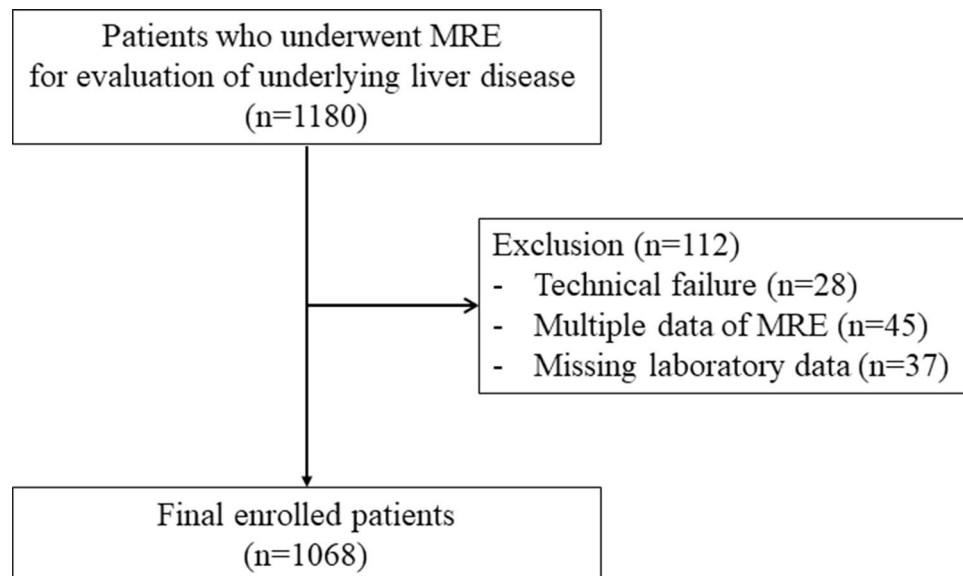 Patients who underwent MRE
for evaluation of underlying liver disease
(n=1180)
Exclusion (n=112)
- Technical failure (n=28)
- Multiple data of MRE (n=45)
- Missing laboratory data (n=37)
Final enrolled patients
(n=1068)